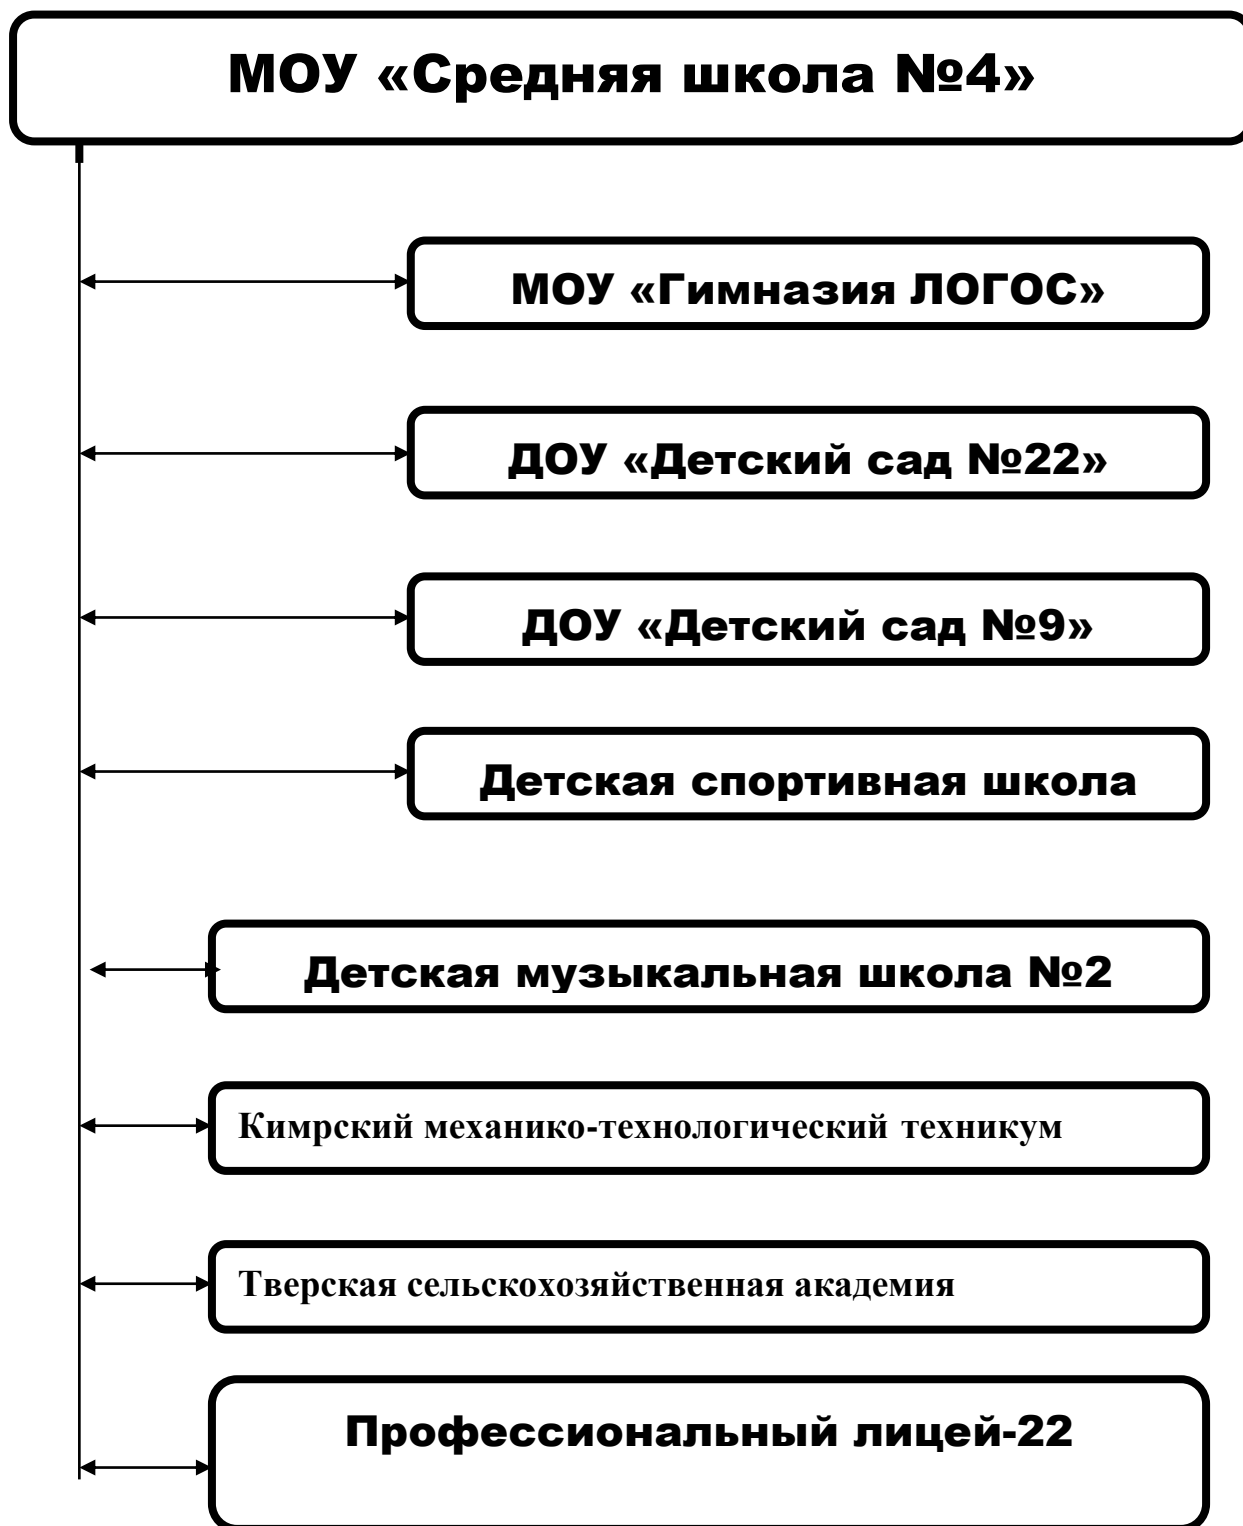 МОУ «Средняя школа №4»
МОУ «Гимназия ЛОГОС»
ДОУ «Детский сад №22»
ДОУ «Детский сад №9»
Детская спортивная школа
Детская музыкальная школа №2
Кимрский механико-технологический техникум
Тверская сельскохозяйственная академия
Профессиональный лицей-22